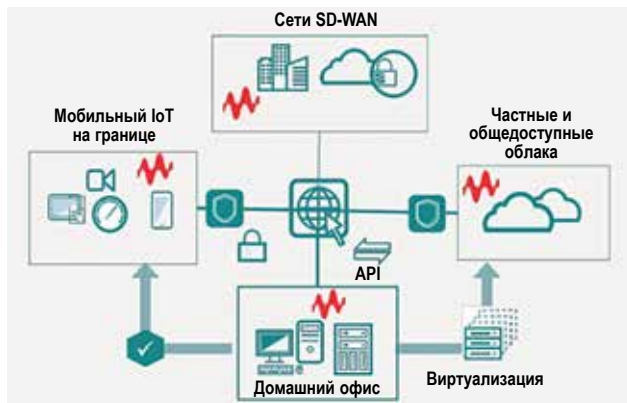 Сети SD-WAN
Мобильный IoT
на границе
Частные и
общедоступные
облака
API
Домашний офис
Виртуализация